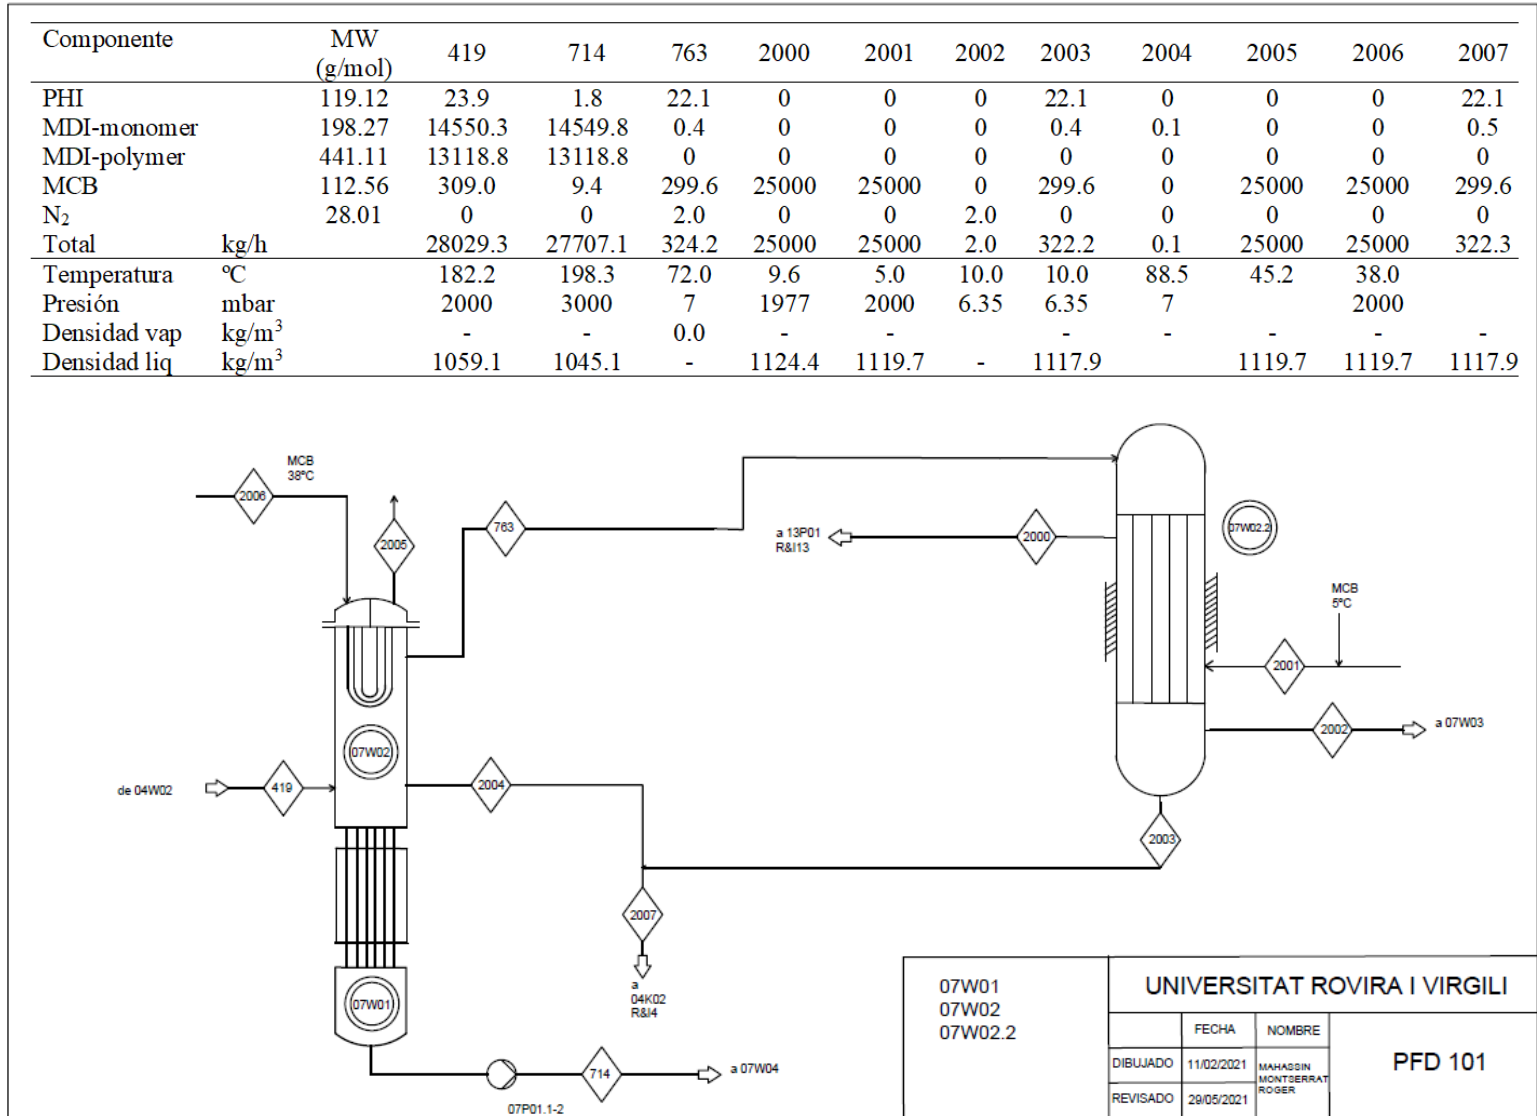 Componente MW 419 714 763 2000 2001 2002 2003 2004 2005 2006 2007
(g/mol)
PHI 119.12 23.9 1.8 22.1 0 0 0 22.1 0 0 0 22.1
MDI-monomer 198.27 14550.3 14549.8 0.4 0 0 0 0.4 0.1 0 0 0.5
MDI-polymer 441.11 13118.8 13118.8 0 0 0 0 0 0 0 0 0
MCB 112.56 309.0 9.4 299.6 25000 25000 0 299.6 0 25000 25000 299.6
N2 28.01 0 0 2.0 0 0 2.0 0 0 0 0 0
Total kg/h 28029.3 27707.1 324.2 25000 25000 2.0 322.2 0.1 25000 25000 322.3
Temperatura ºC 182.2 198.3 72.0 9.6 5.0 10.0 10.0 88.5 45.2 38.0
Presión mbar 2000 3000 7 1977 2000 6.35 6.35 7 2000
Densidad vap kg/m3 - - 0.0 - - - - - - -
Densidad liq kg/m3 1059.1 1045.1 - 1124.4 1119.7 - 1117.9 1119.7 1119.7 1117.9
MCB
38ºC
2006
2005
763
a 13P01
R&I13
2000
07W02.2
MCB
5ºC
2001
2002
a 07W03
07W02
de 04W02
419
2004
2003
2007
a
04K02
R&I4
07W01
714
a 07W04
07P01.1-2
07W01
07W02
07W02.2
UNIVERSITAT ROVIRA I VIRGILI
FECHA NOMBRE
DIBUJADO 11/02/2021 MAHASSIN
MONTSERRAT
ROGER
REVISADO 29/05/2021
PFD 101